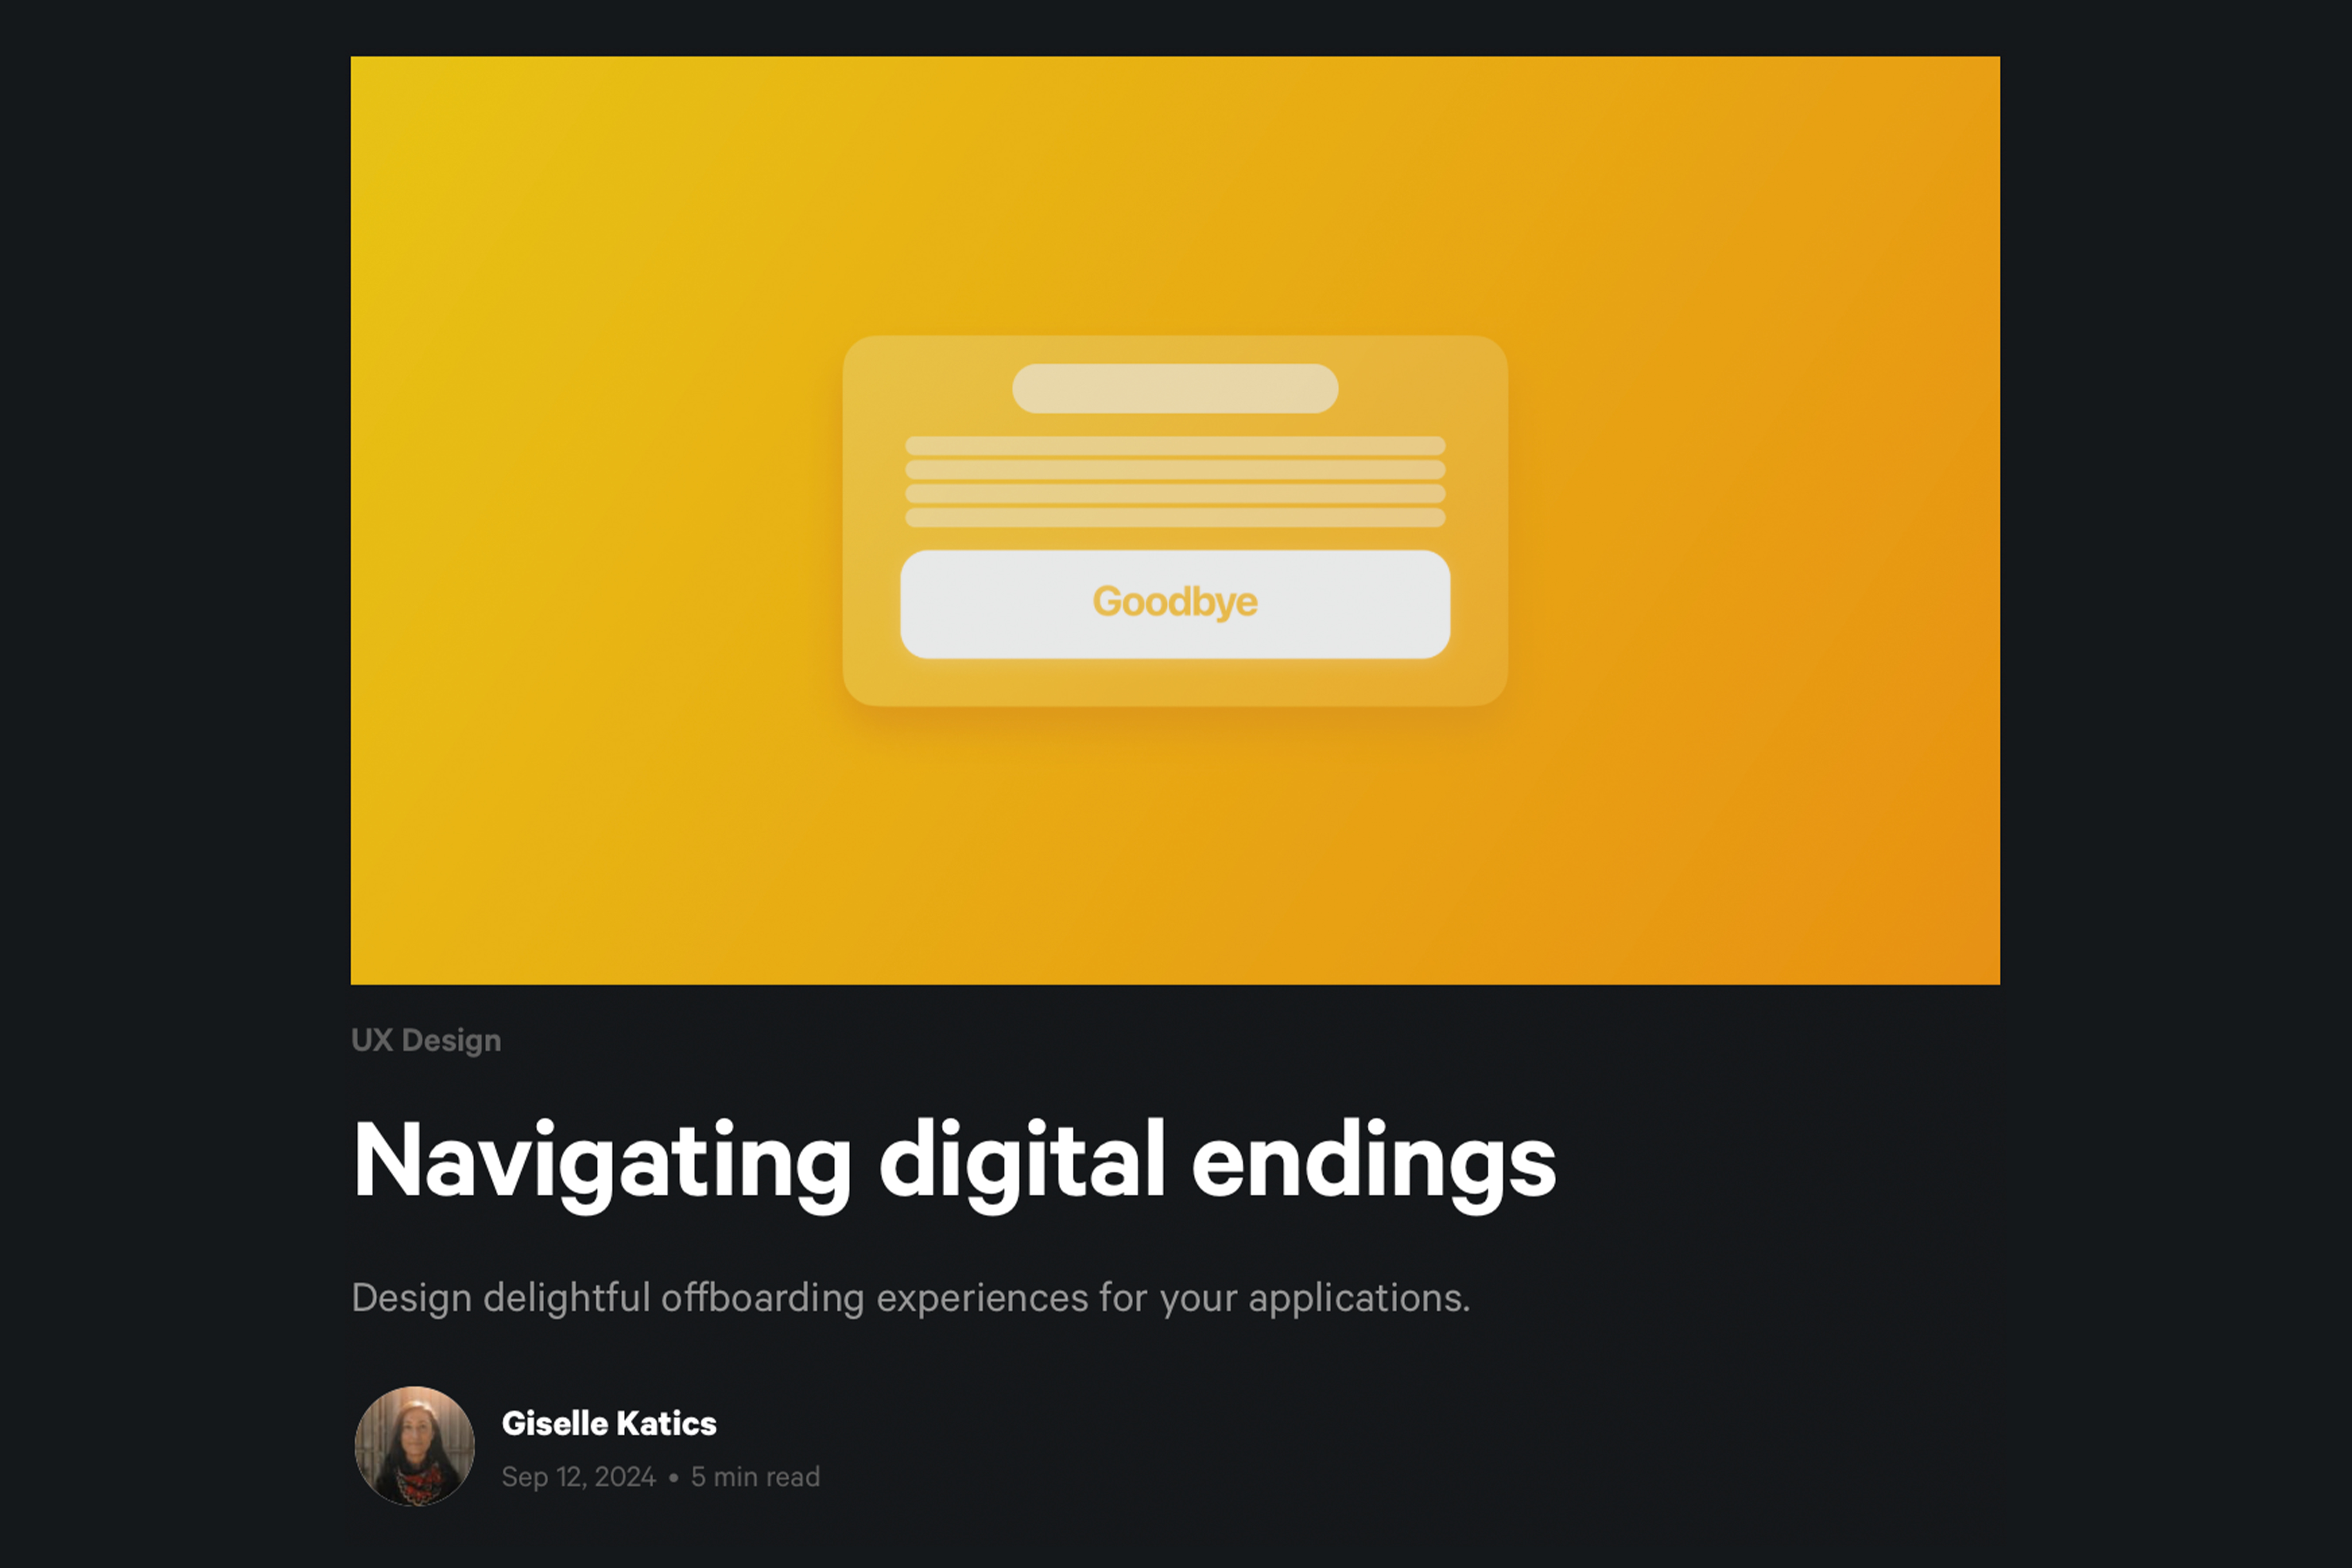 Goodbye
UX Design
Navigating digital endings
Design delightful offboarding experiences for your applications.
Giselle Katics
Sep 12, 2024 • 5 min read